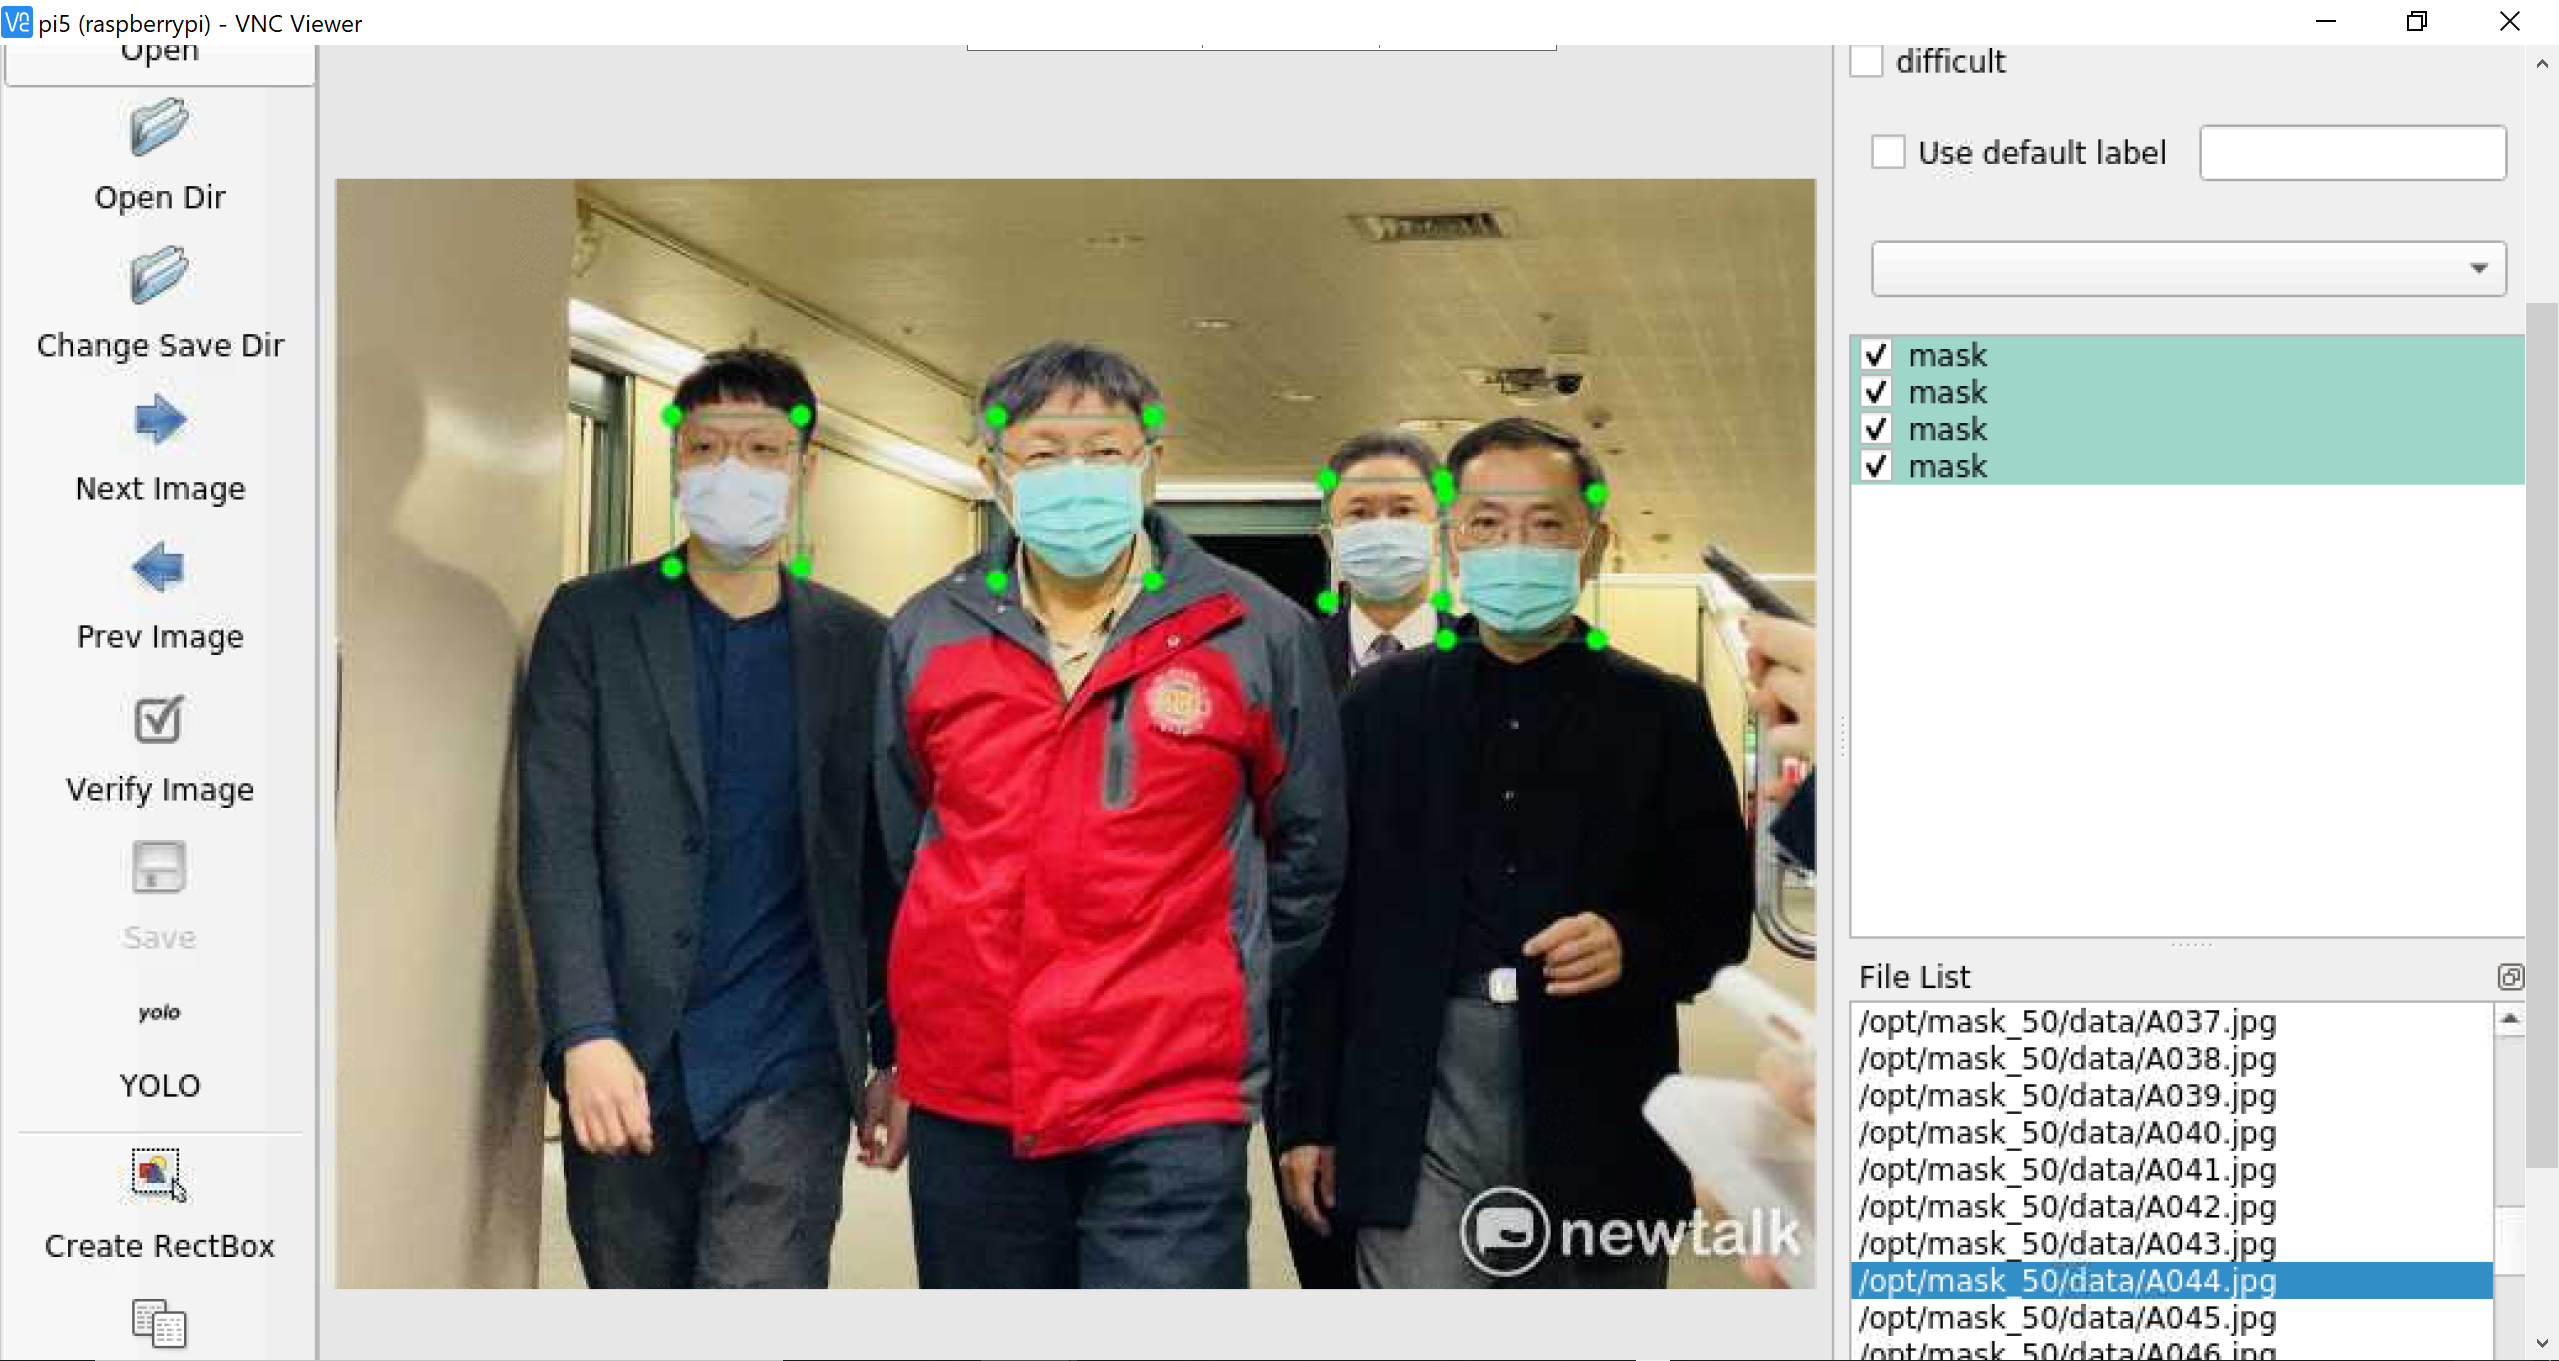 pi5 (raspberrypi) - VNC Viewer
Open
Open Dir
Change Save Dir
Next Image
Prev Image
Verify Image
Save
yolo
YOLO
Create RectBox
newtalk
difficult
Use default label
mask
mask
mask
mask
File List
/opt/mask_50/data/A037.jpg
/opt/mask_50/data/A038.jpg
/opt/mask_50/data/A039.jpg
/opt/mask_50/data/A040.jpg
/opt/mask_50/data/A041.jpg
/opt/mask_50/data/A042.jpg
/opt/mask_50/data/A043.jpg
/opt/mask_50/data/A044.jpg
/opt/mask_50/data/A045.jpg
/opt/mask_50/data/A046.jpg